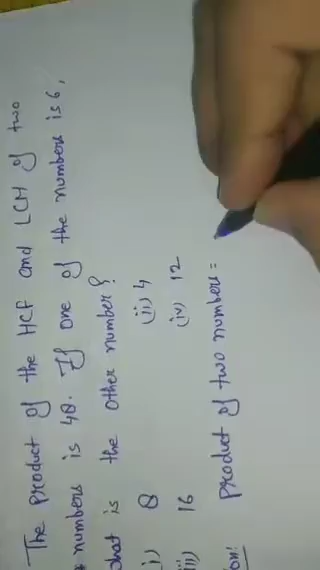 The product of the HCF and LCM of two
numbers is 48. If one of the numbers is 6,
what is the other number?
i) 8 (ii) 4
iii) 16 (iv) 12
product of two numbers =